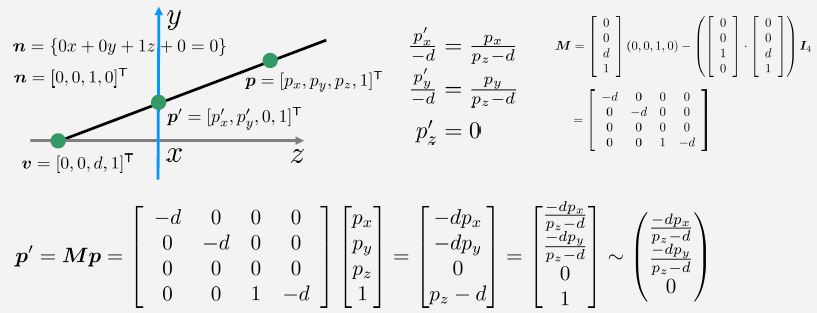 y
n = {0x + 0y + 1z + 0 = 0}
n = [0, 0, 1, 0]ᵀ
p = [pₓ, p_y, p_z, 1]ᵀ
p′ = [p′ₓ, p′_y, 0, 1]ᵀ
v = [0, 0, d, 1]ᵀ
x
z
p′ₓ/−d = pₓ/(p_z−d)
p′_y/−d = p_y/(p_z−d)
p′_z = 0
M = [0 0 d 1] (0, 0, 1, 0) − ([0 0 1 0] · [0 0 d 1]) I₄
= [−d 0 0 0
0 −d 0 0
0 0 0 0
0 0 1 −d]
p′ = Mp = [−d 0 0 0; 0 −d 0 0; 0 0 0 0; 0 0 1 −d] [pₓ; p_y; p_z; 1] = [−dpₓ; −dp_y; 0; p_z − d] = [−dpₓ/(p_z−d); −dp_y/(p_z−d); 0; 1] ∼ (−dpₓ/(p_z−d); −dp_y/(p_z−d); 0)